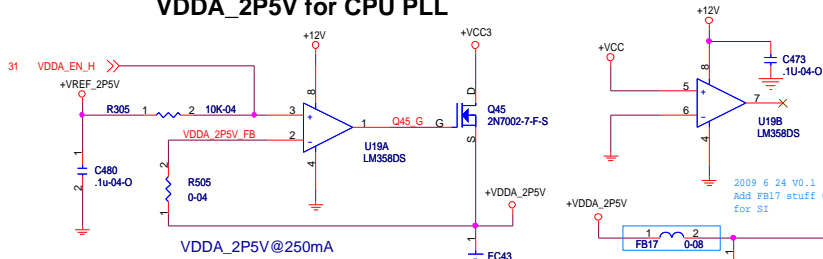 VDDA_2P5V for CPU PLL
+12V
+VCC3
+12V
31 VDDA_EN_H
+VCC
C473
.1U-04-O
+VREF_2P5V
8
D
8
5
R305 1 2 10K-04
3
+
1
Q45_G
G
Q45
2N7002-7-F-S
+
7
6
-
VDDA_2P5V_FB
2
-
S
U19B
LM358DS
1
C480
.1u-04-O
2
2
R505
0-04
1
4
U19A
LM358DS
4
+VDDA_2P5V
+VDDA_2P5V
2009 6 24 V0.1
Add FB17 stuff
for SI
VDDA_2P5V@250mA
1
EC43
1 2
FB17 0-08
1